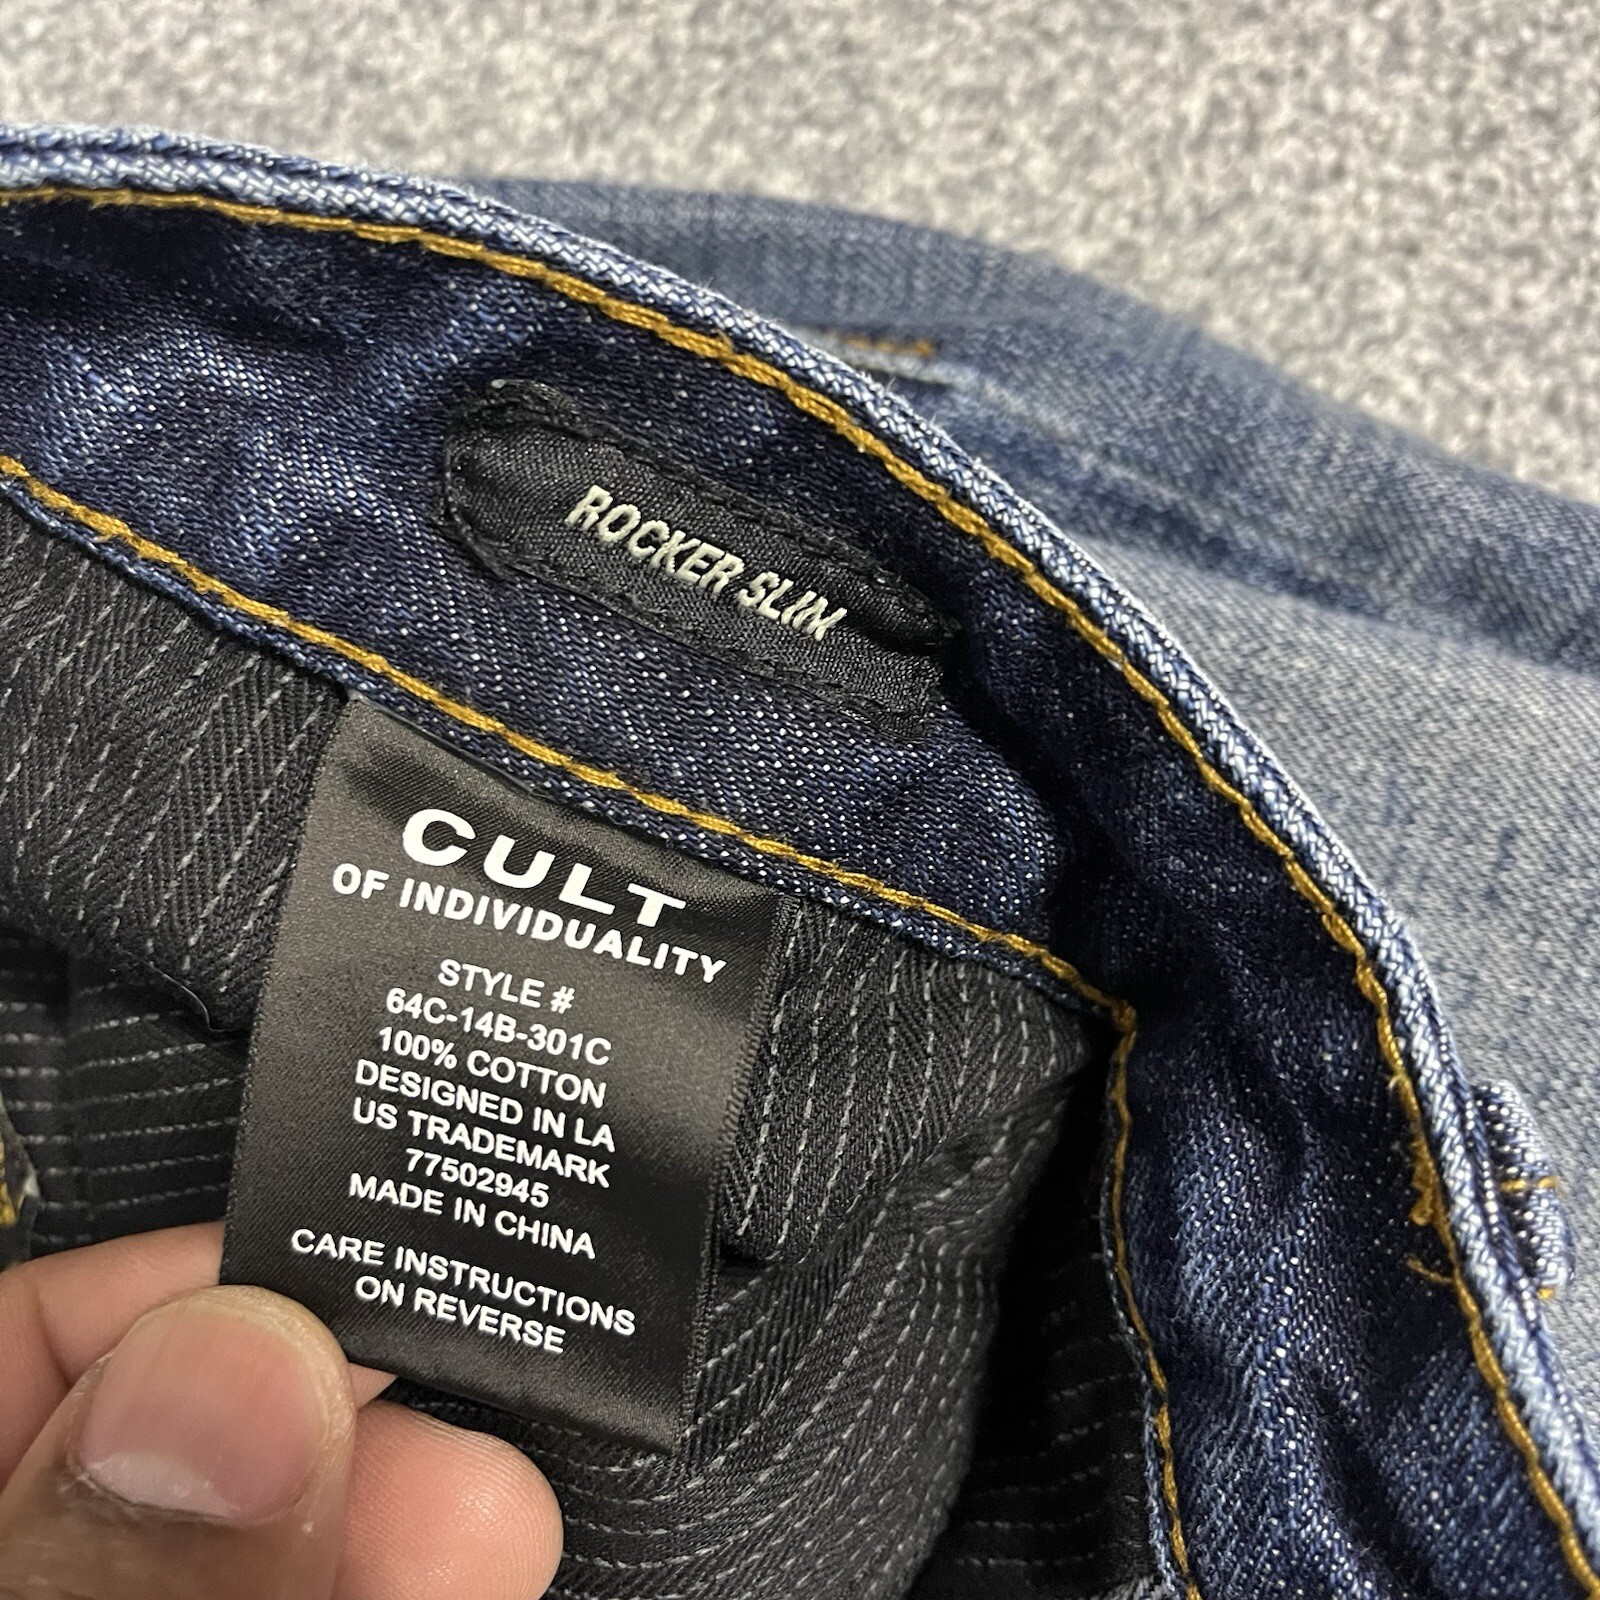 ROCKER SLIM
CULT
OF INDIVIDUALITY
STYLE #
64C-14B-301C
100% COTTON
DESIGNED IN LA
US TRADEMARK
77502945
MADE IN CHINA
CARE INSTRUCTIONS
ON REVERSE